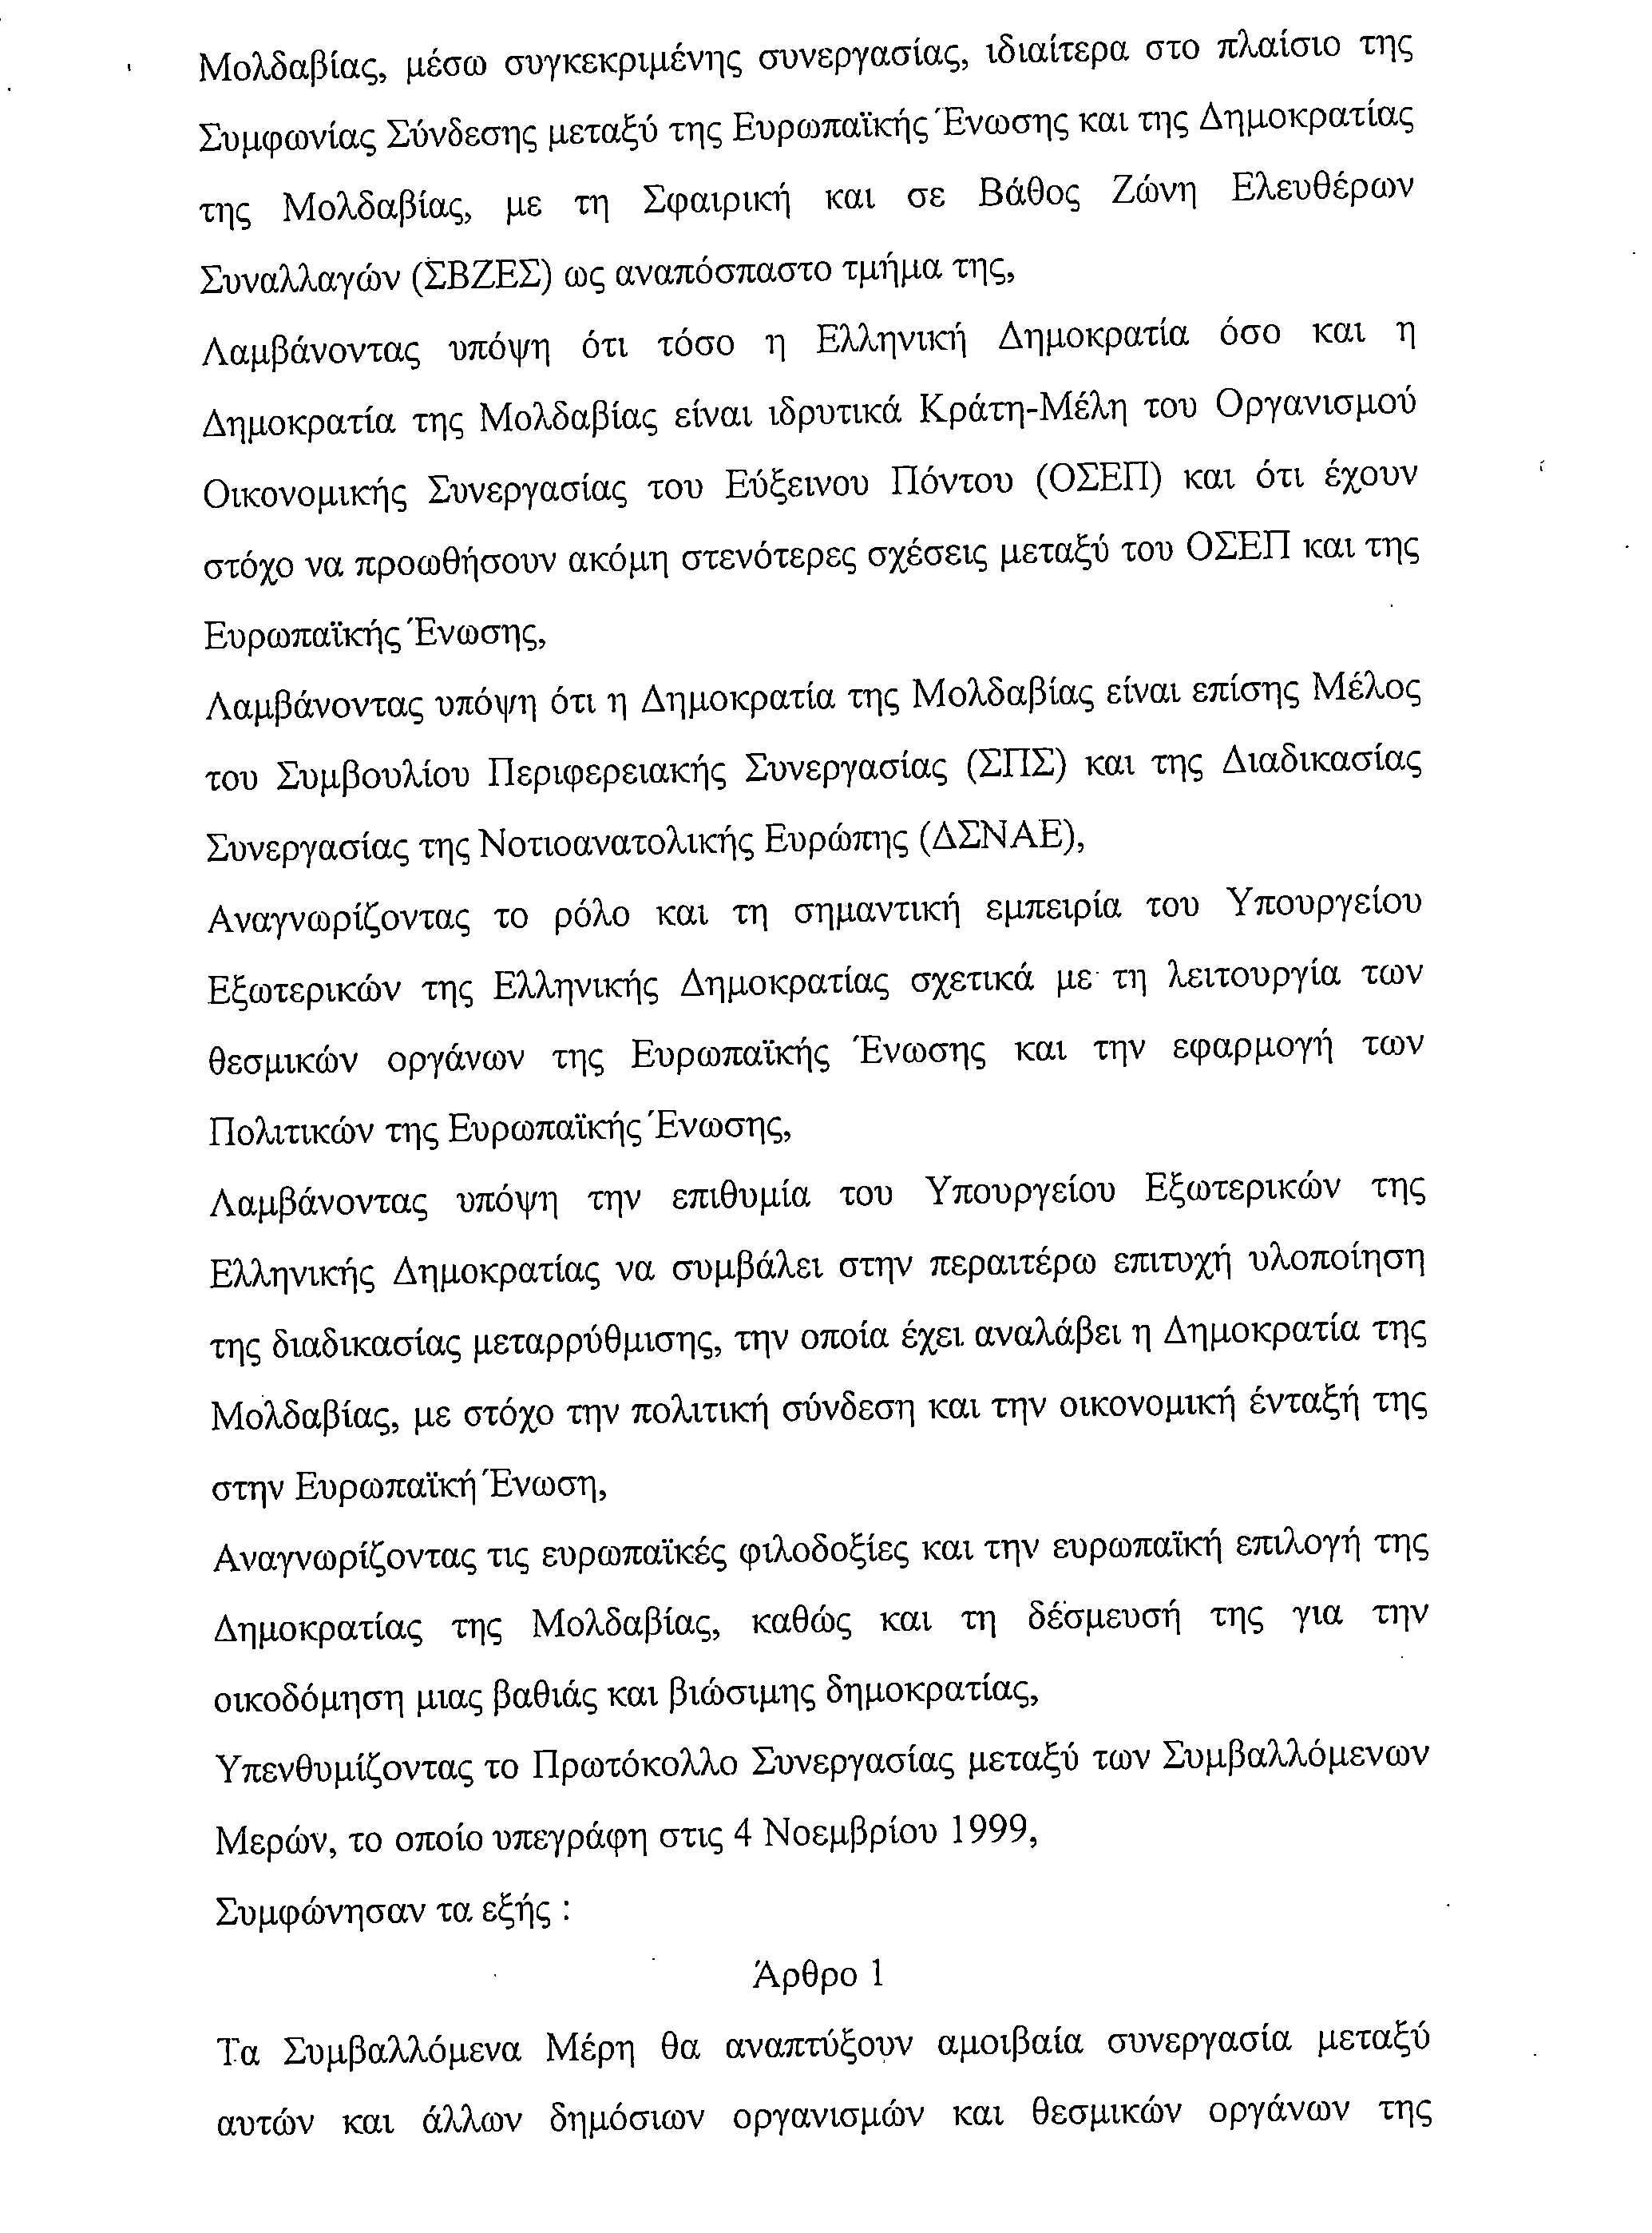 Μολδαβίας, μέσω συγκεκριμένης συνεργασίας, ιδιαίτερα στο πλαίσιο της
Συμφωνίας Σύνδεσης μεταξύ της Ευρωπαϊκής Ένωσης και της Δημοκρατίας
της Μολδαβίας, με τη Σφαιρική και σε Βάθος Ζώνη Ελευθέρων
Συναλλαγών (ΣΒΖΕΣ) ως αναπόσπαστο τμήμα της,
Λαμβάνοντας υπόψη ότι τόσο η Ελληνική Δημοκρατία όσο και η
Δημοκρατία της Μολδαβίας είναι ιδρυτικά Κράτη-Μέλη του Οργανισμού
Οικονομικής Συνεργασίας του Εύξεινου Πόντου (ΟΣΕΠ) και ότι έχουν
στόχο να προωθήσουν ακόμη στενότερες σχέσεις μεταξύ του ΟΣΕΠ και της
Ευρωπαϊκής Ένωσης,
Λαμβάνοντας υπόψη ότι η Δημοκρατία της Μολδαβίας είναι επίσης Μέλος
του Συμβουλίου Περιφερειακής Συνεργασίας (ΣΠΣ) και της Διαδικασίας
Συνεργασίας της Νοτιοανατολικής Ευρώπης (ΔΣΝΑΕ),
Αναγνωρίζοντας το ρόλο και τη σημαντική εμπειρία του Υπουργείου
Εξωτερικών της Ελληνικής Δημοκρατίας σχετικά με τη λειτουργία των
θεσμικών οργάνων της Ευρωπαϊκής Ένωσης και την εφαρμογή των
Πολιτικών της Ευρωπαϊκής Ένωσης,
Λαμβάνοντας υπόψη την επιθυμία του Υπουργείου Εξωτερικών της
Ελληνικής Δημοκρατίας να συμβάλει στην περαιτέρω επιτυχή υλοποίηση
της διαδικασίας μεταρρύθμισης, την οποία έχει αναλάβει η Δημοκρατία της
Μολδαβίας, με στόχο την πολιτική σύνδεση και την οικονομική ένταξή της
στην Ευρωπαϊκή Ένωση,
Αναγνωρίζοντας τις ευρωπαϊκές φιλοδοξίες και την ευρωπαϊκή επιλογή της
Δημοκρατίας της Μολδαβίας, καθώς και τη δέσμευσή της για την
οικοδόμηση μιας βαθιάς και βιώσιμης δημοκρατίας,
Υπενθυμίζοντας το Πρωτόκολλο Συνεργασίας μεταξύ των Συμβαλλόμενων
Μερών, το οποίο υπεγράφη στις 4 Νοεμβρίου 1999,
Συμφώνησαν τα εξής :
Άρθρο 1
Τα Συμβαλλόμενα Μέρη θα αναπτύξουν αμοιβαία συνεργασία μεταξύ
αυτών και άλλων δημόσιων οργανισμών και θεσμικών οργάνων της